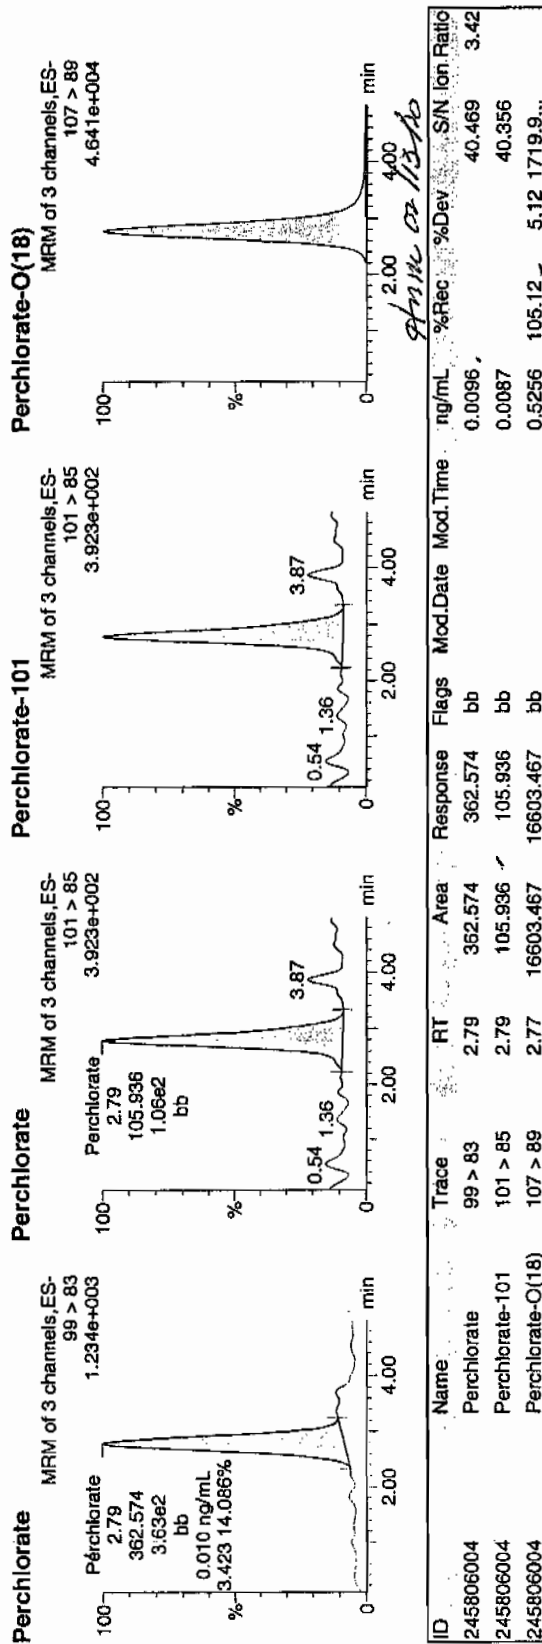 Perchlorate
MRM of 3 channels,ES-
99 > 83
1.234e+003
100
Perchlorate
2.79
362.574
3.63e2
bb
0.010 ng/mL
3.423 14.086%
%
0
2.00
4.00
min
Perchlorate
MRM of 3 channels,ES-
101 > 85
3.923e+002
100
Perchlorate
2.79
105.936
1.06e2
bb
%
0.54
1.36
3.87
0
2.00
4.00
min
Perchlorate-101
MRM of 3 channels,ES-
101 > 85
3.923e+002
100
%
0.54
1.36
3.87
0
2.00
4.00
min
Perchlorate-O(18)
MRM of 3 channels,ES-
107 > 89
4.641e+004
100
%
0
2.00
4.00
min
ID Name Trace RT Area Response Flags Mod.Date Mod.Time ng/mL %Rec %Dev S/N Ion Ratio
245806004 Perchlorate 99 > 83 2.79 362.574 362.574 bb 0.0096 40.469 3.42
245806004 Perchlorate-101 101 > 85 2.79 105.936 105.936 bb 0.0087 40.356
245806004 Perchlorate-O(18) 107 > 89 2.77 16603.467 16603.467 bb 0.5256 105.12 5.12 1719.9...